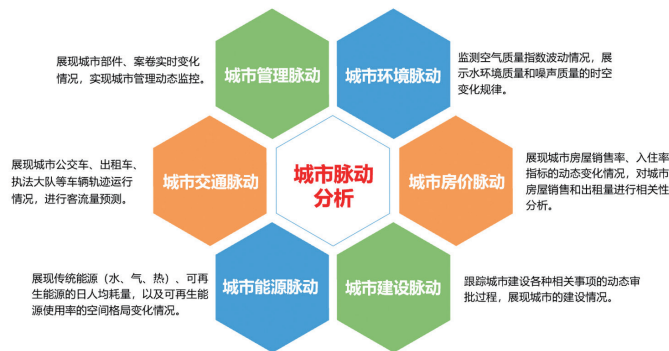 展现城市部件、案卷实时变化
情况，实现城市管理动态监控。
城市管理脉动
城市环境脉动
监测空气质量指数波动情况，展
示水环境质量和噪声质量的时空
变化规律。
展现城市公交车、出租车、
执法大队等车辆轨迹运行
情况，进行客流量预测。
城市交通脉动
城市脉动
分析
城市房价脉动
展现城市房屋销售率、入住率
指标的动态变化情况，对城市
房屋销售和出租量进行相关性
分析。
展现传统能源（水、气、热）、可再
生能源的日人均耗量，以及可再生能
源使用率的空间格局变化情况。
城市能源脉动
城市建设脉动
跟踪城市建设各种相关事项的动态审
批过程，展现城市的建设情况。